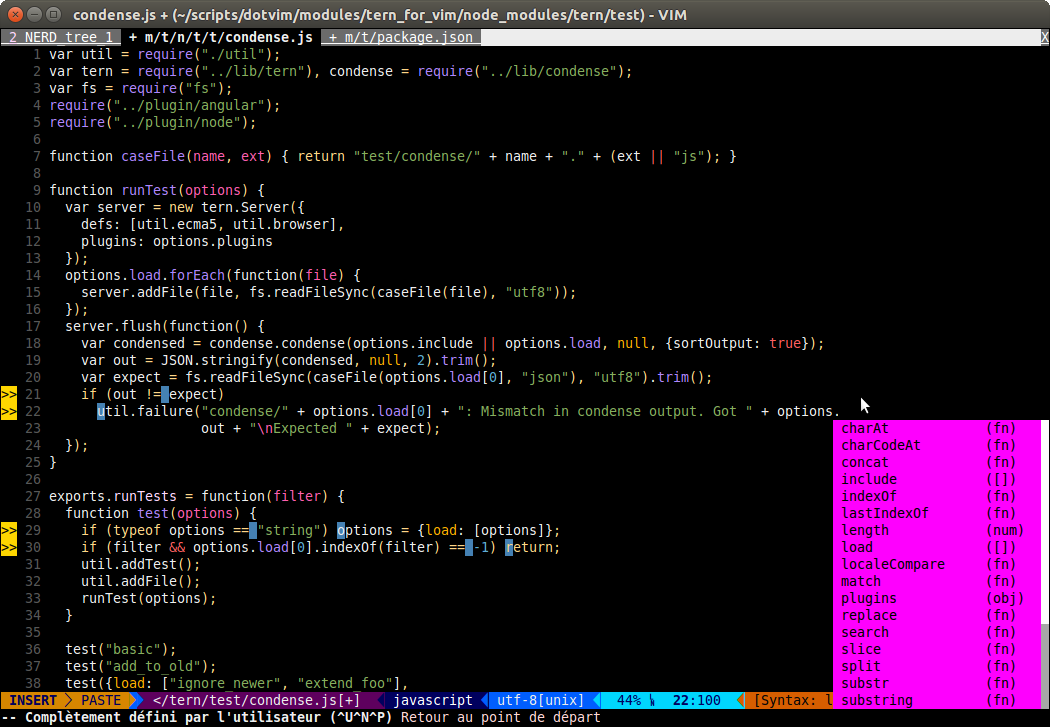 condense.js + (~/scripts/dotvim/modules/tern_for_vim/node_modules/tern/test) - VIM
2 NERD_tree_1 + m/t/n/t/t/condense.js + m/t/package.json X
1 var util = require("./util");
2 var tern = require("../lib/tern"), condense = require("../lib/condense");
3 var fs = require("fs");
4 require("../plugin/angular");
5 require("../plugin/node");
6
7 function caseFile(name, ext) { return "test/condense/" + name + "." + (ext || "js"); }
8
9 function runTest(options) {
10   var server = new tern.Server({
11     defs: [util.ecma5, util.browser],
12     plugins: options.plugins
13   });
14   options.load.forEach(function(file) {
15     server.addFile(file, fs.readFileSync(caseFile(file), "utf8"));
16   });
17   server.flush(function() {
18     var condensed = condense.condense(options.include || options.load, null, {sortOutput: true});
19     var out = JSON.stringify(condensed, null, 2).trim();
20     var expect = fs.readFileSync(caseFile(options.load[0], "json"), "utf8").trim();
>> 21     if (out != expect)
>> 22       util.failure("condense/" + options.load[0] + ": Mismatch in condense output. Got " + options.
23                    out + "\nExpected " + expect); charAt (fn)
24   }); charCodeAt (fn)
25 } concat (fn)
26 include ([])
27 exports.runTests = function(filter) { indexOf (fn)
28   function test(options) { lastIndexOf (fn)
>> 29     if (typeof options == "string") options = {load: [options]}; length (num)
>> 30     if (filter && options.load[0].indexOf(filter) == -1) return; load ([])
31     util.addTest(); localeCompare (fn)
32     util.addFile(); match (fn)
33     runTest(options); plugins (obj)
34   } replace (fn)
35 search (fn)
36   test("basic"); slice (fn)
37   test("add_to_old"); split (fn)
38   test({load: ["ignore_newer", "extend_foo"], substr (fn)
INSERT PASTE </tern/test/condense.js[+] javascript utf-8[unix] 44% 22:100 [Syntax: l substring (fn)
-- Complètement défini par l'utilisateur (^U^N^P) Retour au point de départ